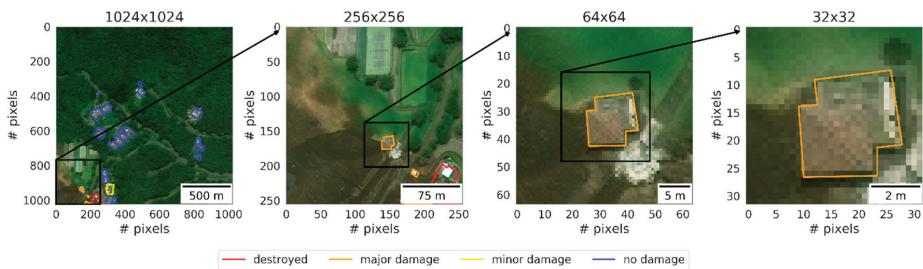 1024x1024
256x256
64x64
32x32
0
200
400
600
800
1000
# pixels
0 200 400 600 800 1000
# pixels
500 m
0
50
100
150
200
250
# pixels
0 50 100 150 200 250
# pixels
75 m
0
10
20
30
40
50
60
# pixels
0 10 20 30 40 50 60
# pixels
5 m
0
5
10
15
20
25
30
# pixels
0 5 10 15 20 25 30
# pixels
2 m
destroyed major damage minor damage no damage